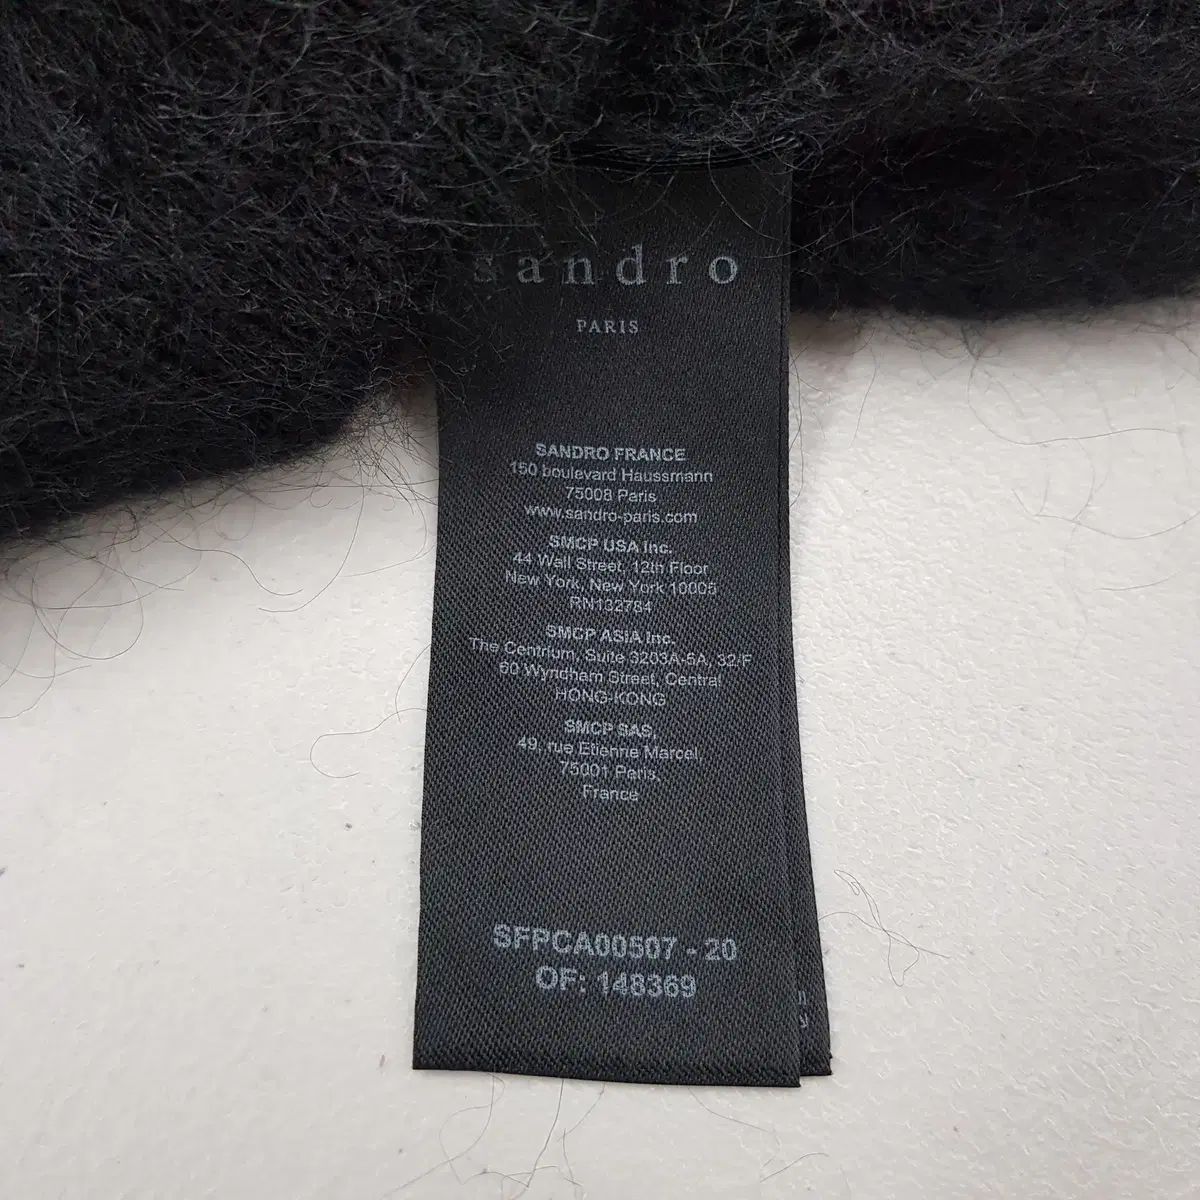 sandro
PARIS
SANDRO FRANCE
150 boulevard Haussmann
75008 Paris
www.sandro-paris.com
SMCP USA Inc.
44 Wall Street, 12th Floor
New York, New York 10005
RN132784
SMCP ASIA Inc.
The Centrium, Suite 3203A-5A, 32/F
60 Wyndham Street, Central
HONG-KONG
SMCP SAS,
49, rue Etienne Marcel,
75001 Paris,
France
SFPCA00507 - 20
OF: 148369